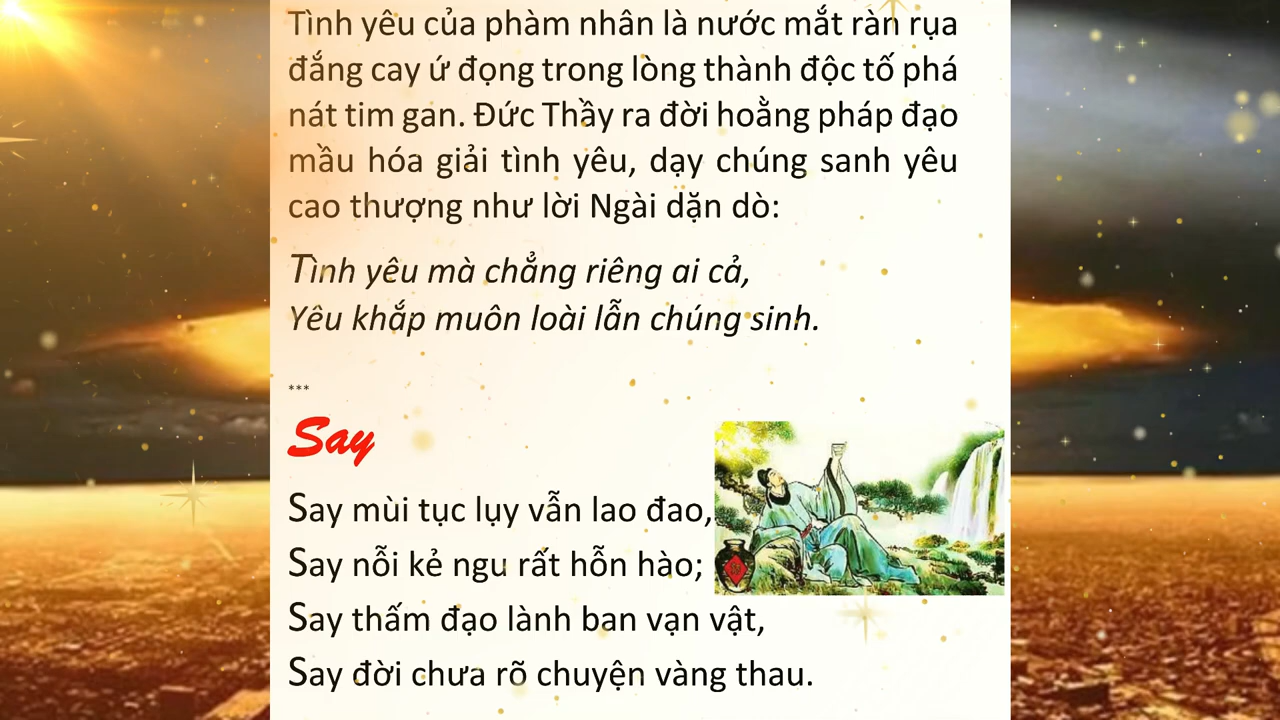 Tình yêu của phàm nhân là nước mắt ràn rụa
đắng cay ứ đọng trong lòng thành độc tố phá
nát tim gan. Đức Thầy ra đời hoằng pháp đạo
mầu hóa giải tình yêu, dạy chúng sanh yêu
cao thượng như lời Ngài dặn dò:
Tình yêu mà chẳng riêng ai cả,
Yêu khắp muôn loài lẫn chúng sinh.
***
Say
Say mùi tục lụy vẫn lao đao,
Say nỗi kẻ ngu rất hỗn hào;
Say thấm đạo lành ban vạn vật,
Say đời chưa rõ chuyện vàng thau.